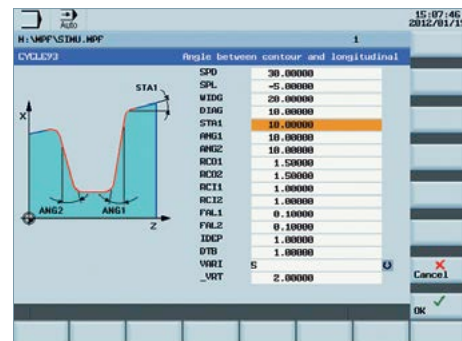 Auto
15:07:46
2012/01/15
N:\MPF\SIMU.MPF 1
CYCLE93 Angle between contour and longitudinal
SPD 30.00000
SPL -5.00000
WIDG 20.00000
DIAG 10.00000
STA1 10.00000
ANG1 10.00000
ANG2 10.00000
RCO1 1.50000
RCO2 1.50000
RCI1 1.00000
RCI2 1.00000
FAL1 0.10000
FAL2 0.10000
IDEP 1.00000
DTB 1.00000
VARI 5
_VRT 2.00000
X
STA1
ANG2
ANG1
Z
Cancel
OK